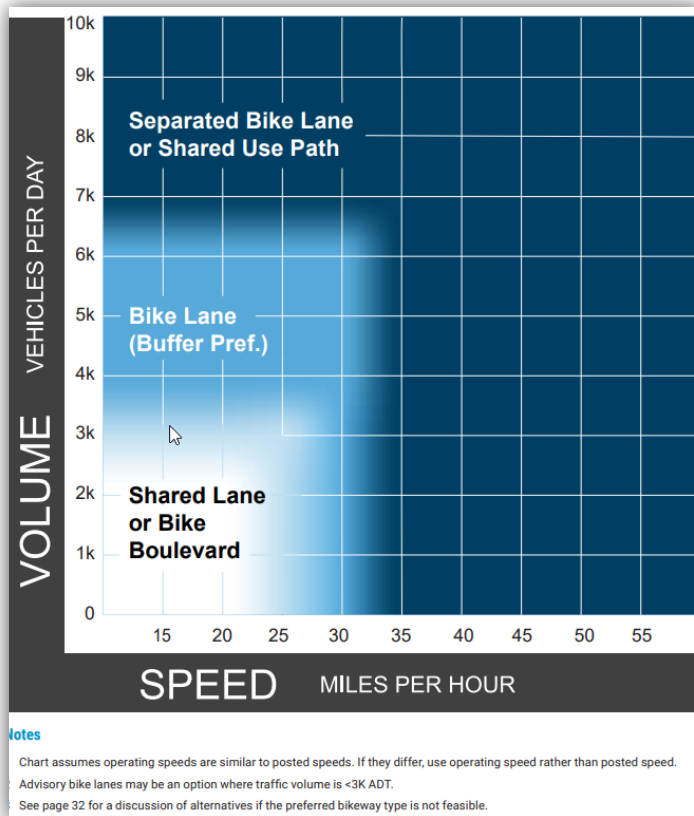 10k
9k
Separated Bike Lane
or Shared Use Path
8k
7k
6k
Bike Lane
(Buffer Pref.)
5k
4k
3k
2k
Shared Lane
or Bike
Boulevard
1k
0
VOLUME VEHICLES PER DAY
15 20 25 30 35 40 45 50 55
SPEED MILES PER HOUR
Notes
Chart assumes operating speeds are similar to posted speeds. If they differ, use operating speed rather than posted speed.
Advisory bike lanes may be an option where traffic volume is <3K ADT.
See page 32 for a discussion of alternatives if the preferred bikeway type is not feasible.